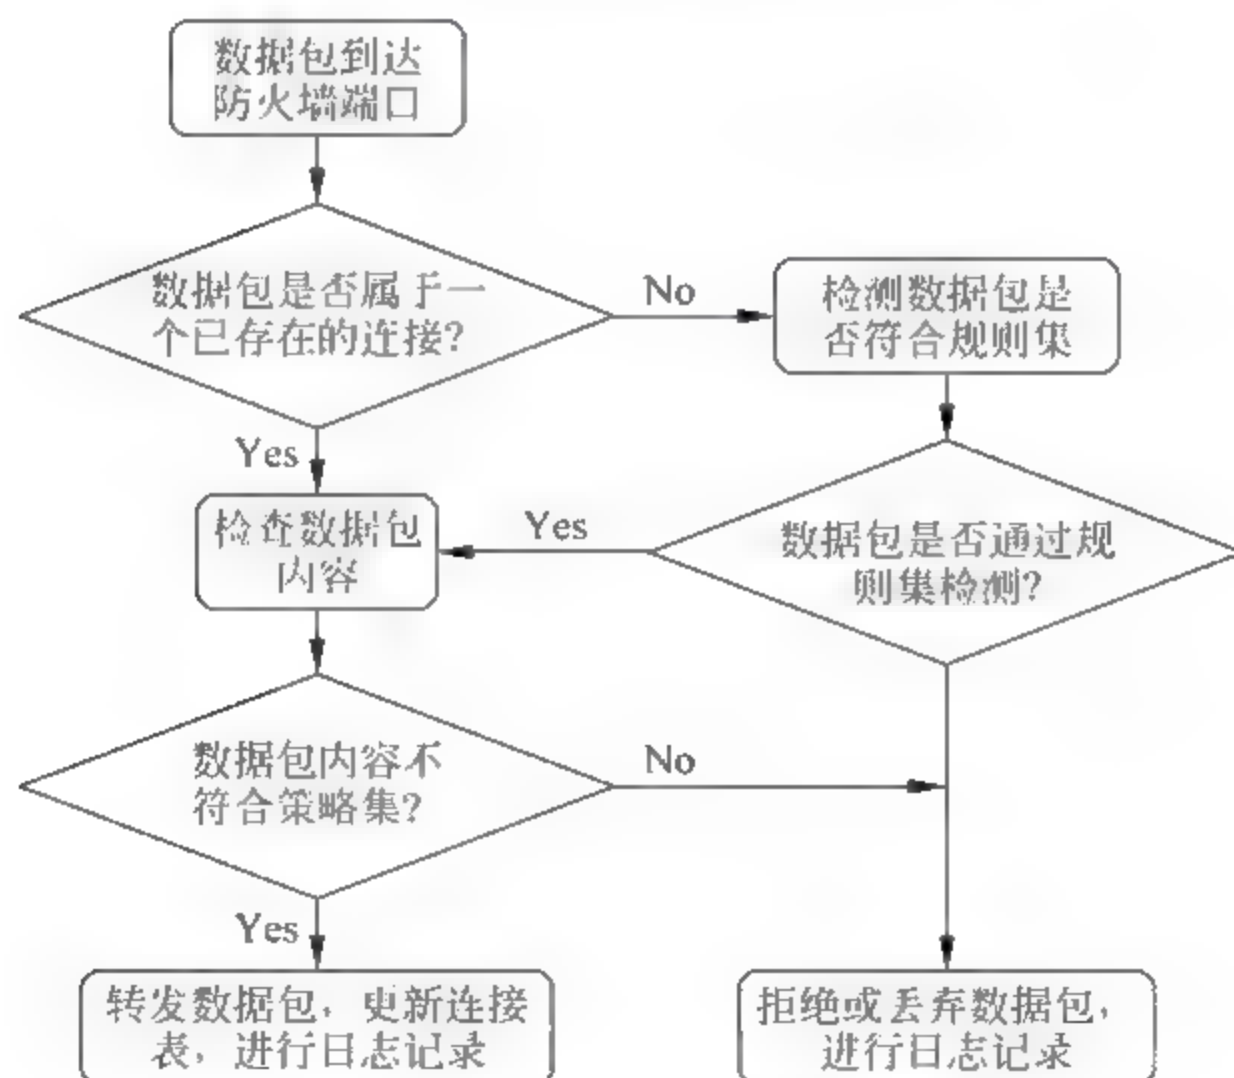 数据包到达
防火墙端口
数据包是否属于一
个已存在的连接?
No
检测数据包是
否符合规则集
Yes
检查数据包
内容
Yes
数据包是否通过规
则集检测?
数据包内容不
符合策略集?
No
Yes
转发数据包，更新连接
表，进行日志记录
拒绝或丢弃数据包，
进行日志记录